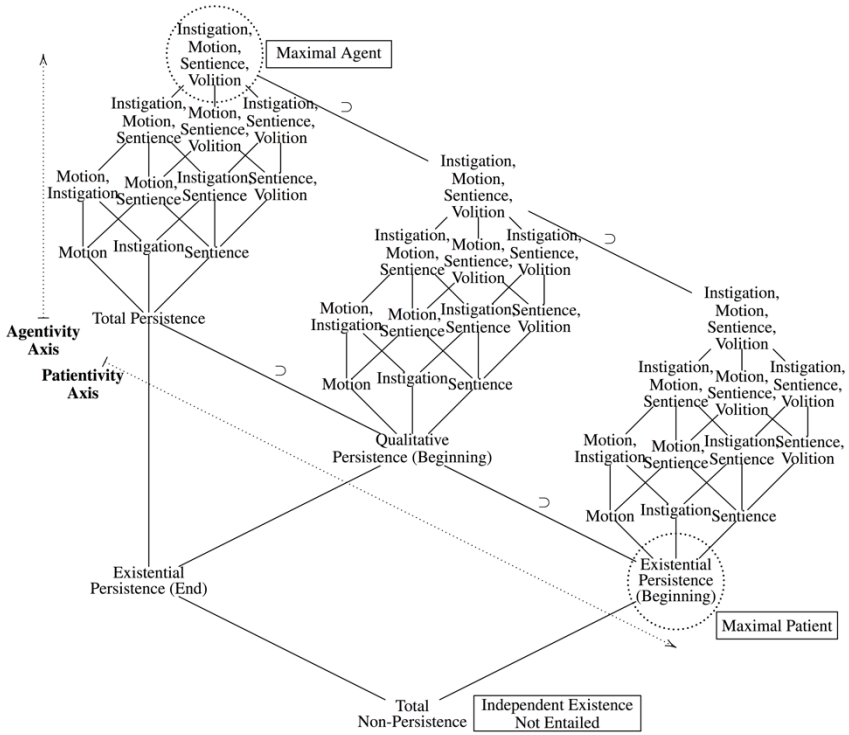 Instigation,
Motion,
Sentience,
Volition
Maximal Agent
Instigation,
Motion,
Sentience
Motion,
Sentience,
Volition
Instigation,
Sentience,
Volition
Motion,
Instigation
Motion,
Sentience
Instigation,
Sentience
Sentience,
Volition
Motion
Instigation
Sentience
Total Persistence
⊃
Instigation,
Motion,
Sentience,
Volition
Instigation,
Motion,
Sentience
Motion,
Sentience,
Volition
Instigation,
Sentience,
Volition
Motion,
Instigation
Motion,
Sentience
Instigation,
Sentience
Sentience,
Volition
Motion
Instigation
Sentience
Qualitative
Persistence (Beginning)
⊃
⊃
Instigation,
Motion,
Sentience,
Volition
Instigation,
Motion,
Sentience
Motion,
Sentience,
Volition
Instigation,
Sentience,
Volition
Motion,
Instigation
Motion,
Sentience
Instigation,
Sentience
Sentience,
Volition
Motion
Instigation
Sentience
⊃
Existential
Persistence
(Beginning)
Maximal Patient
Agentivity
Axis
Patientivity
Axis
Existential
Persistence (End)
Total
Non-Persistence
Independent Existence
Not Entailed